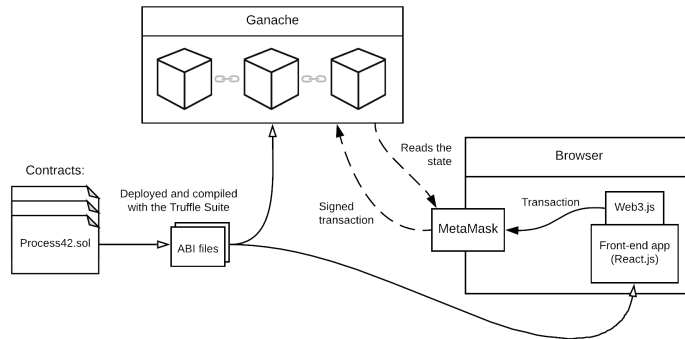 Ganache
Reads the
state
Browser
Contracts:
Deployed and compiled
with the Truffle Suite
Signed
transaction
Transaction
Web3.js
MetaMask
Process42.sol
ABI files
Front-end app
(React.js)